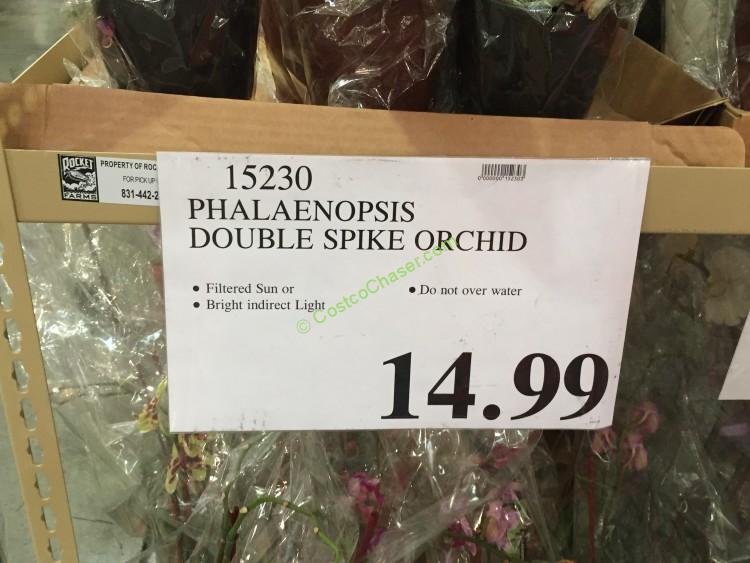 ROCKET
FARMS
PROPERTY OF ROC
FOR PICK UP
831-442-2
15230
PHALAENOPSIS
DOUBLE SPIKE ORCHID
• Filtered Sun or
• Bright indirect Light
• Do not over water
14.99
© CostcoChaser.com